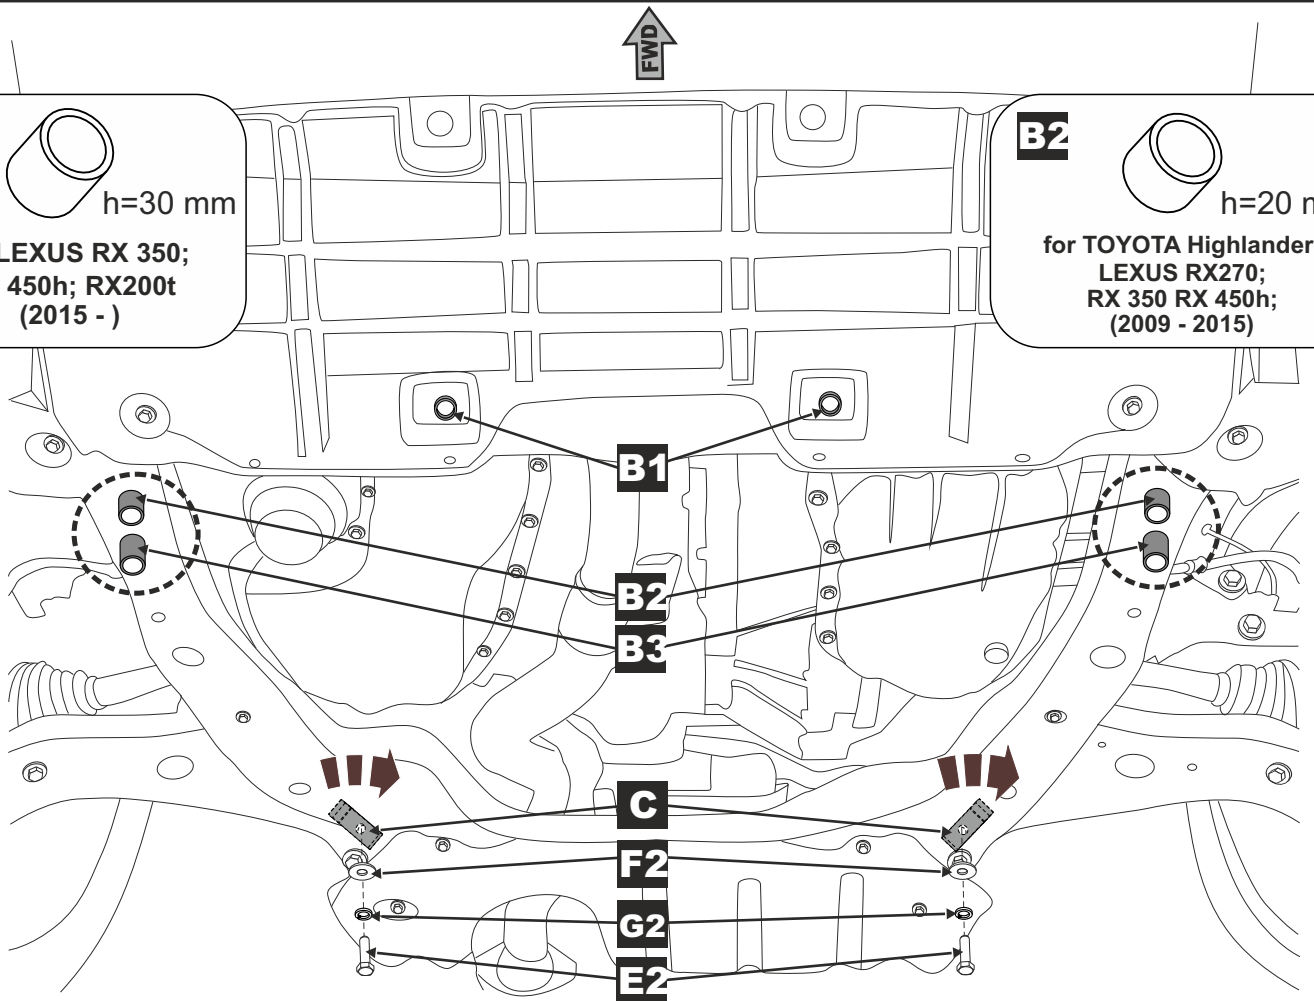 FWD
h=30 mm
LEXUS RX 350;
450h; RX200t
(2015 - )
B2
h=20
for TOYOTA Highlander
LEXUS RX270;
RX 350 RX 450h;
(2009 - 2015)
B1
B2
B3
C
F2
G2
E2